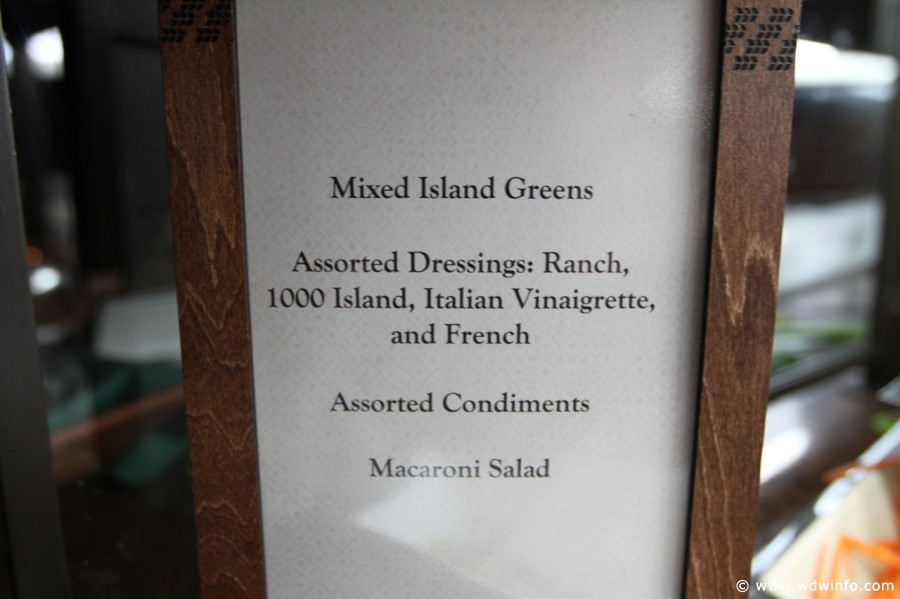 Mixed Island Greens
Assorted Dressings: Ranch,
1000 Island, Italian Vinaigrette,
and French
Assorted Condiments
Macaroni Salad
© www.wdwinfo.com